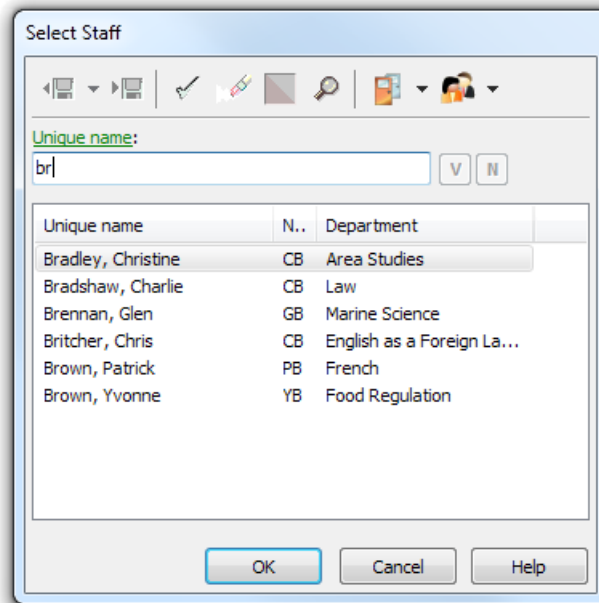 Select Staff
Unique name:
br
V N
Unique name N.. Department
Bradley, Christine CB Area Studies
Bradshaw, Charlie CB Law
Brennan, Glen GB Marine Science
Britcher, Chris CB English as a Foreign La...
Brown, Patrick PB French
Brown, Yvonne YB Food Regulation
OK Cancel Help